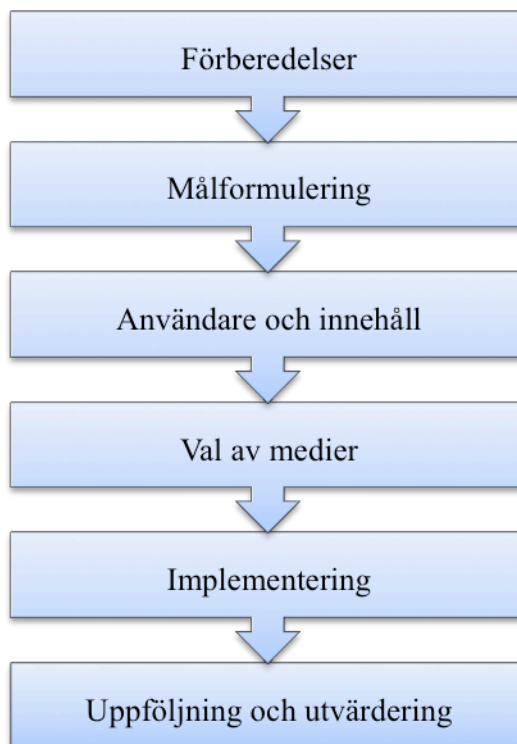 Förberedelser
Målformulering
Användare och innehåll
Val av medier
Implementering
Uppföljning och utvärdering